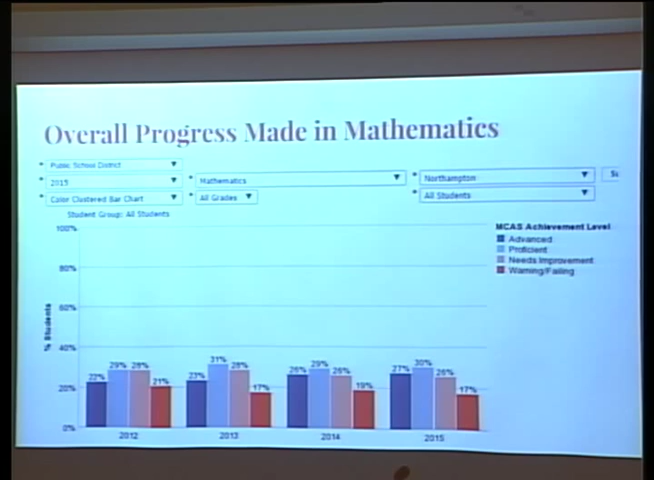 Overall Progress Made in Mathematics
* Public School District
* 2015
* Mathematics
* Northampton
* Color Clustered Bar Chart
* All Grades
* All Students
Student Group: All Students
MCAS Achievement Level
Advanced
Proficient
Needs Improvement
Warning/Failing
% Students
100%
80%
60%
40%
20%
0%
22% 29% 28% 21%
23% 31% 28% 17%
26% 29% 26% 19%
27% 30% 26% 17%
2012 2013 2014 2015